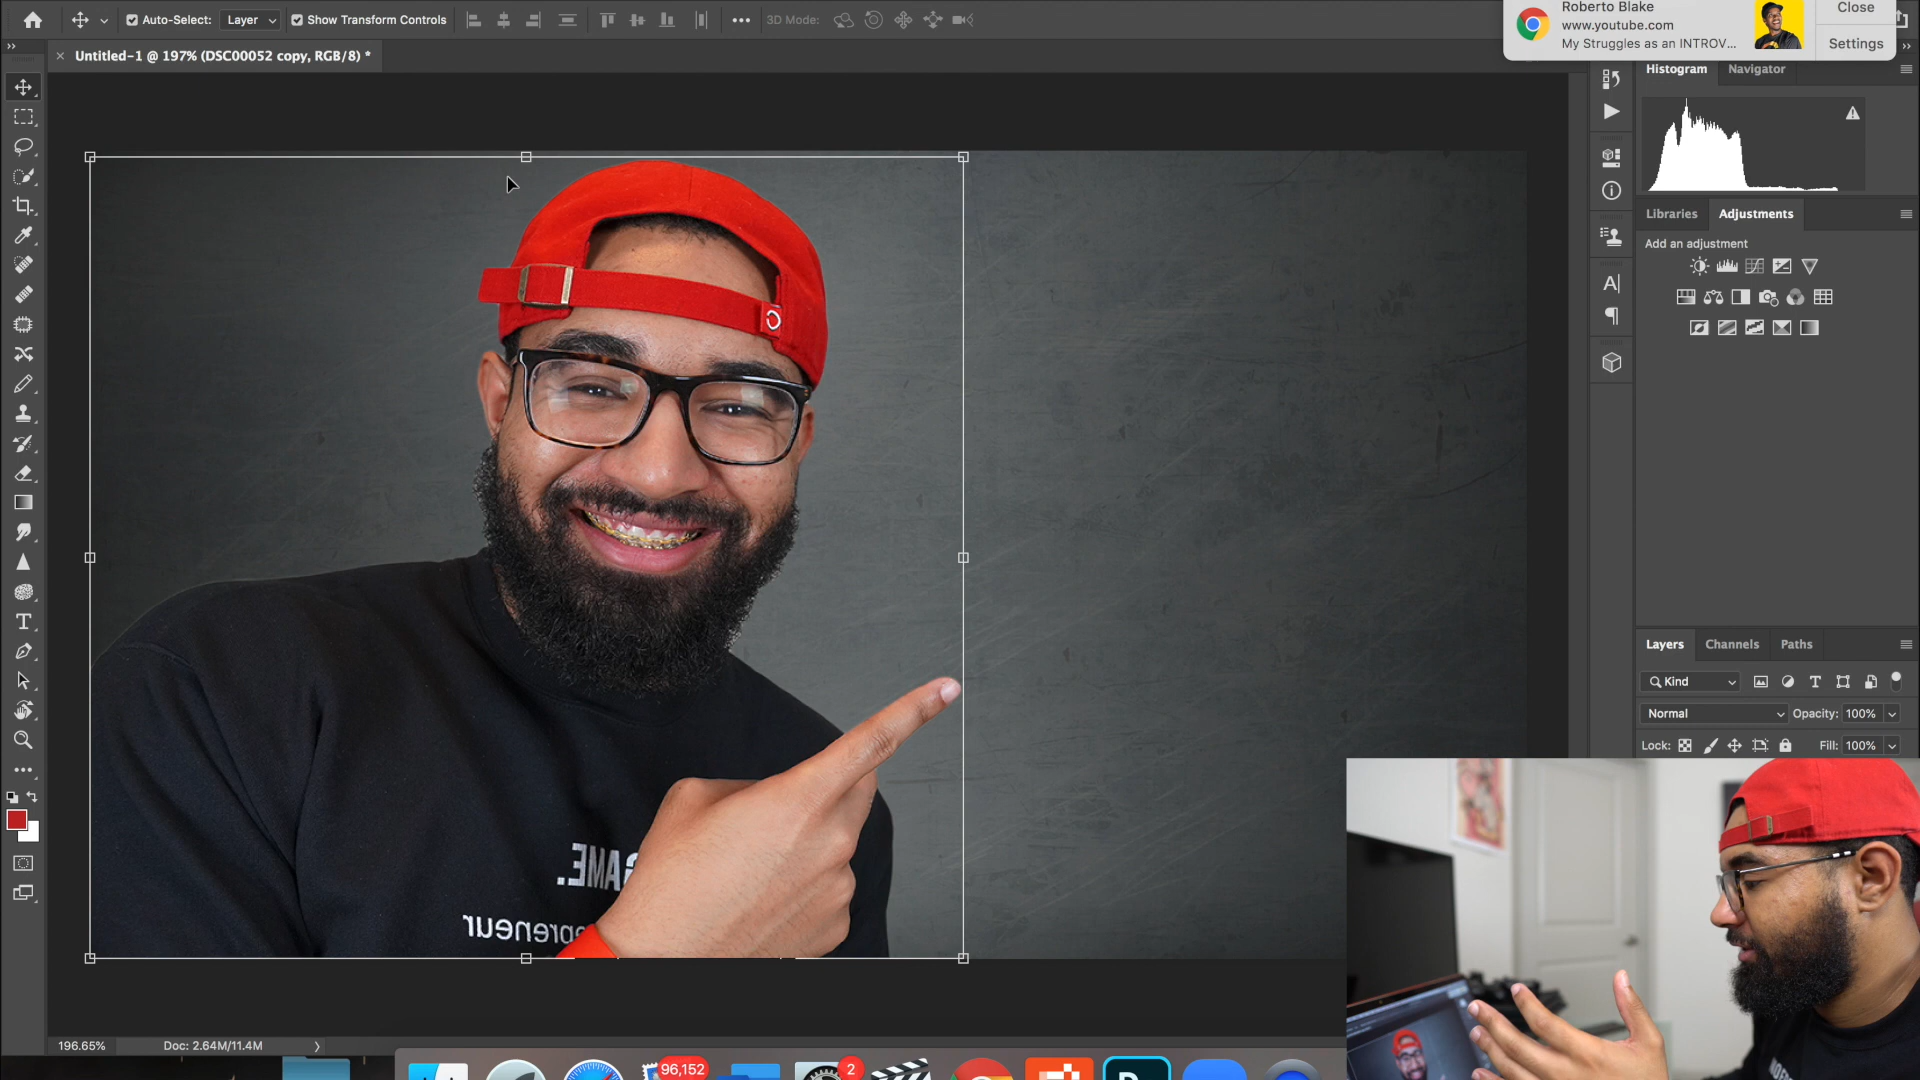 Auto-Select:
Layer
Show Transform Controls
3D Mode:
Roberto Blake
www.youtube.com
My Struggles as an INTROV...
Close
Settings
Untitled-1 @ 197% (DSC00052 copy, RGB/8) *
Histogram
Navigator
Libraries
Adjustments
Add an adjustment
Layers
Channels
Paths
Kind
Normal
Opacity:
100%
Lock:
Fill:
100%
GAME.
epreneur
196.65%
Doc: 2.64M/11.4M
96,152
2